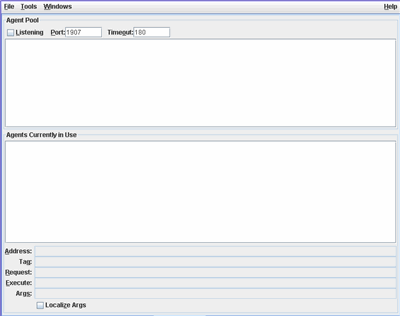 File Tools Windows Help
Agent Pool
Listening Port: 1907 Timeout: 180
Agents Currently in Use
Address:
Tag:
Request:
Execute:
Args:
Localize Args